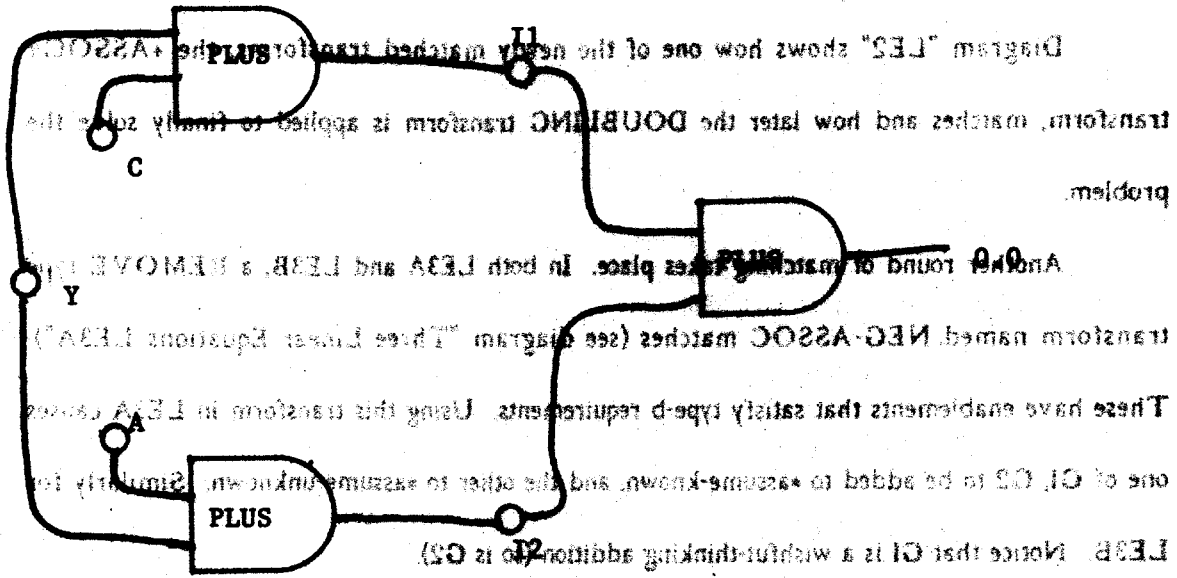 PLUS
I1
C
PLUS
0.0
Y
A
PLUS
I2
Diagram "LE2" shows how one of the newly matched transforms, the +ASSOC
transform, matches and how later the DOUBLING transform is applied to finally solve the
problem.
Another round of matching takes place. In both LE3A and LE3B, a REMOVE type
transform named NEG-ASSOC matches (see diagram "Three Linear Equations LE3A")
These have enablements that satisfy type-b requirements. Using this transform in LE3A causes
one of G1, G2 to be added to *assume-known, and the other to *assume-unknown. Similarly for
LE3B. Notice that G1 is a wishful-thinking addition (so is G2).